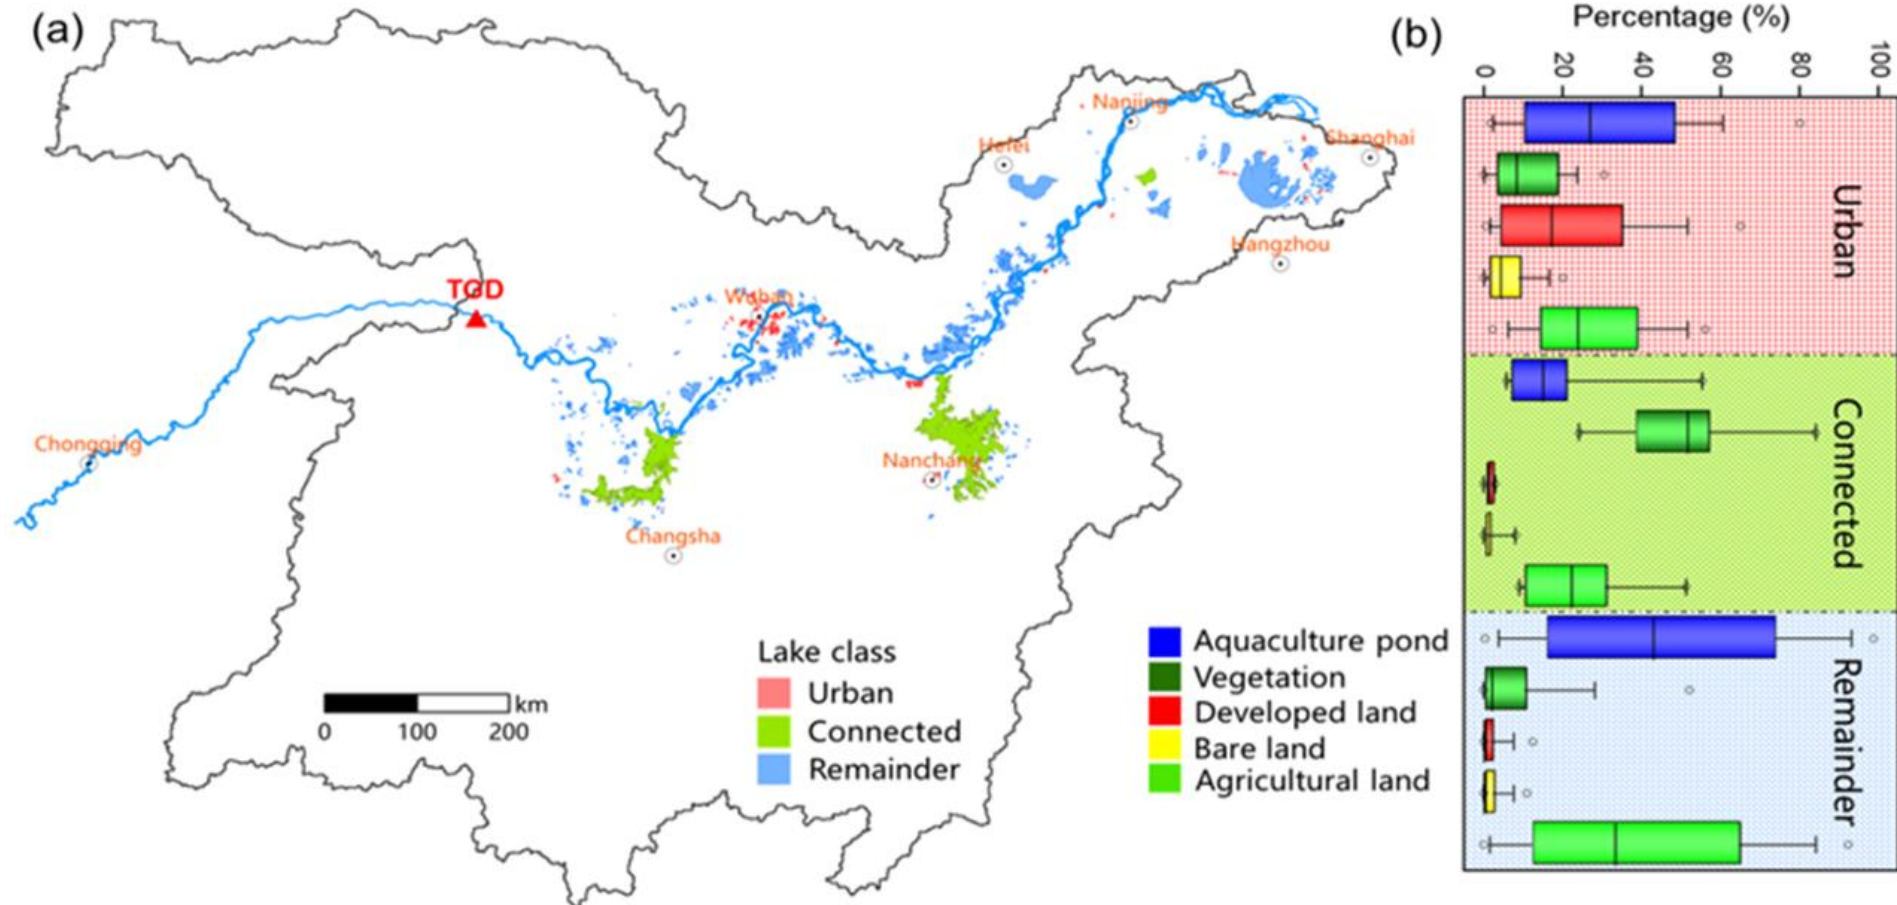 (a)
Nanjing
Hefei
Shanghai
Hangzhou
TGD
Wuhan
Chongqing
Nanchang
Changsha
0 100 200 km
Lake class
Urban
Connected
Remainder
Aquaculture pond
Vegetation
Developed land
Bare land
Agricultural land
(b)
Percentage (%)
0 20 40 60 80 100
Urban
Connected
Remainder